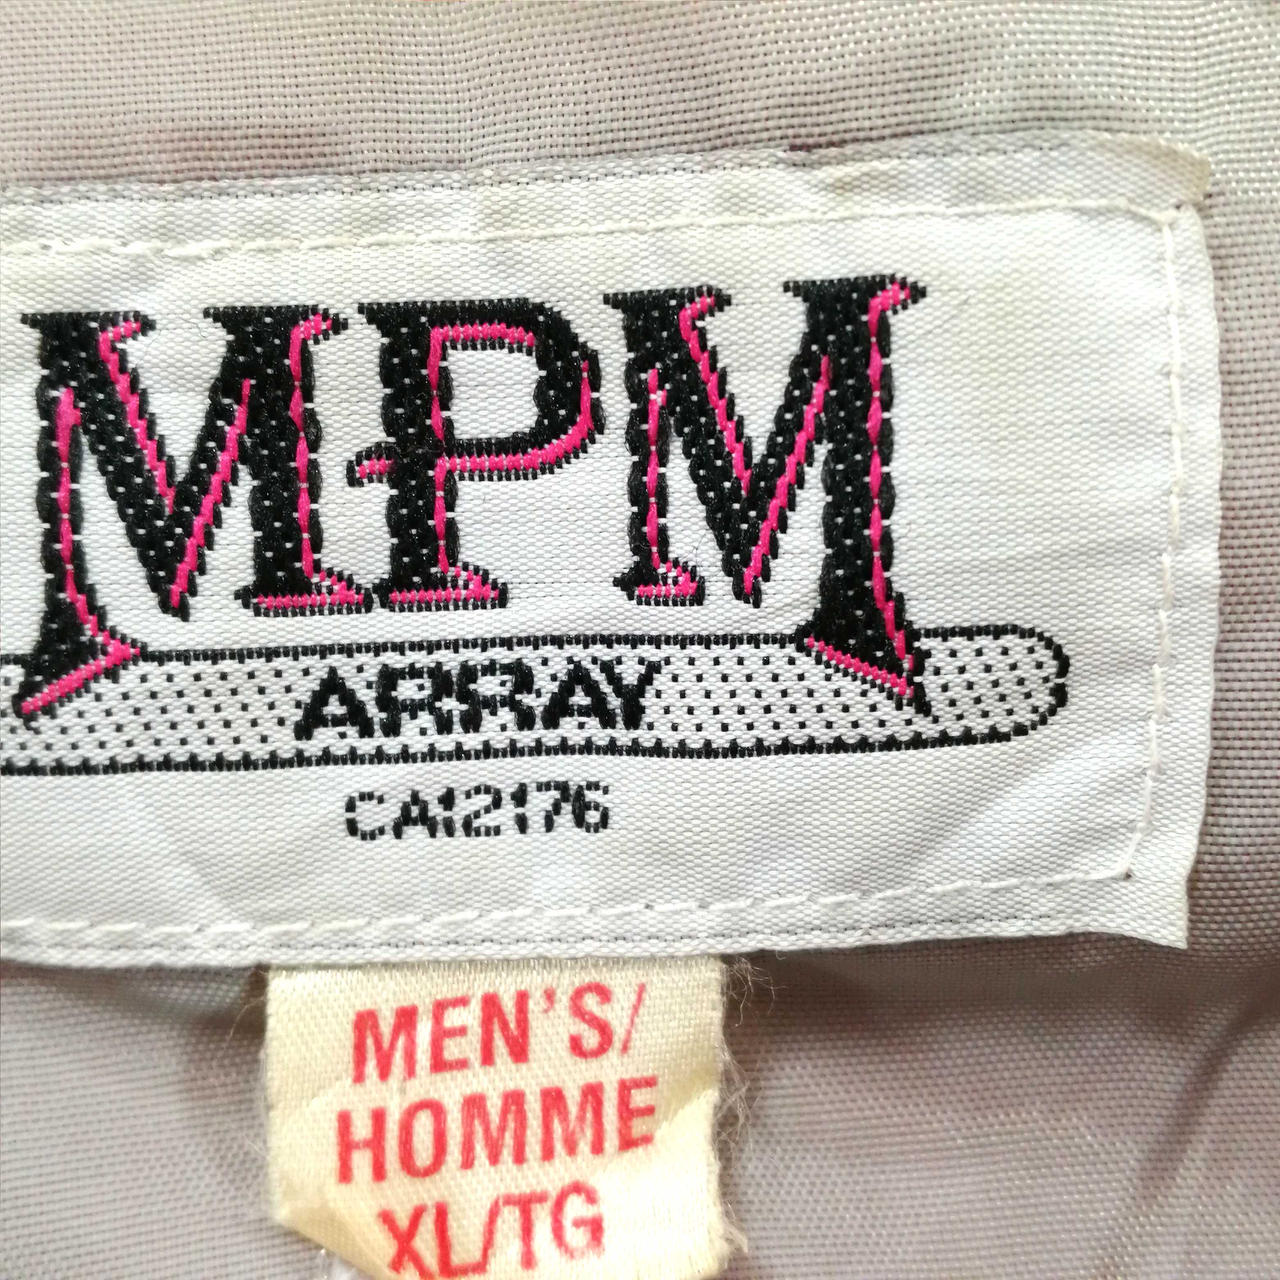 MPM
ARRAY
CA12176
MEN'S/
HOMME
XL/TG